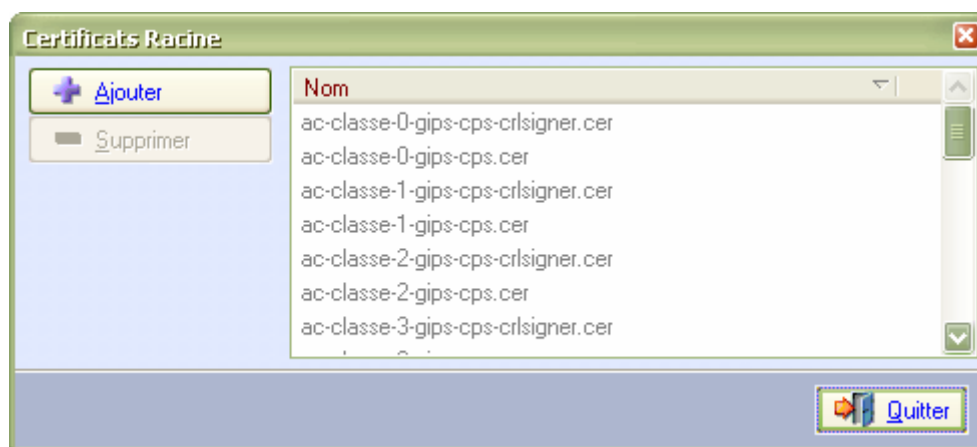 Certificats Racine
Ajouter
Supprimer
Nom
ac-classe-0-gips-cps-crlsigner.cer
ac-classe-0-gips-cps.cer
ac-classe-1-gips-cps-crlsigner.cer
ac-classe-1-gips-cps.cer
ac-classe-2-gips-cps-crlsigner.cer
ac-classe-2-gips-cps.cer
ac-classe-3-gips-cps-crlsigner.cer
Quitter